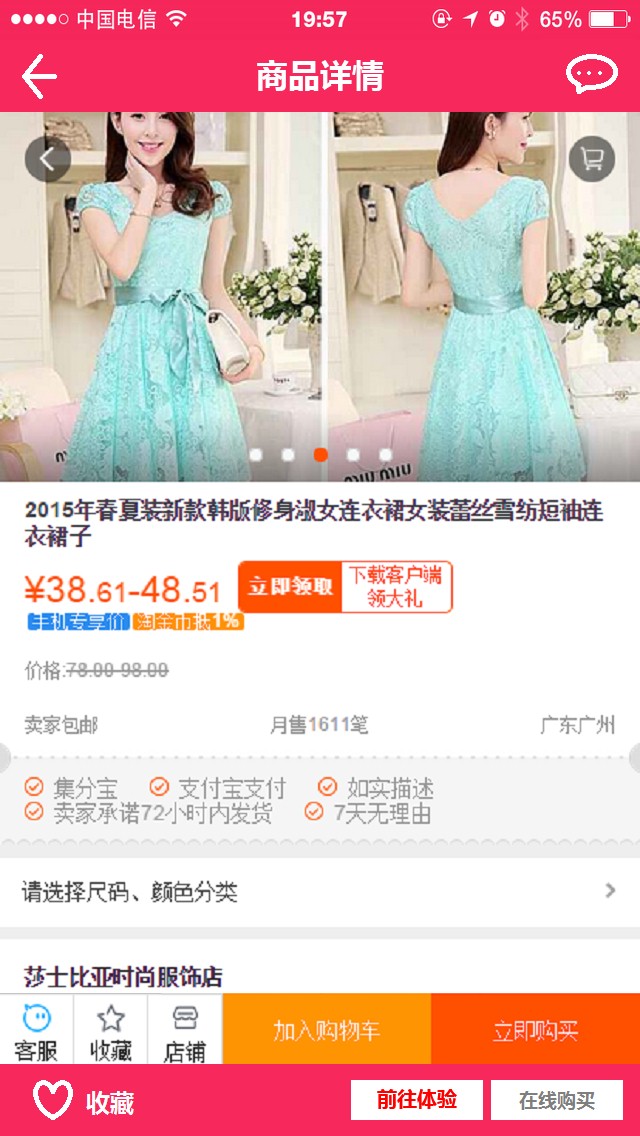 中国电信 19:57 65%
商品详情
miu miu
2015年春夏装新款韩版修身淑女连衣裙女装蕾丝雪纺短袖连
衣裙子
¥38.61-48.51 立即领取 下载客户端
领大礼
手机专享价 淘金币抵1%
价格:78.00-98.00
卖家包邮 月售1611笔 广东广州
集分宝 支付宝支付 如实描述
卖家承诺72小时内发货 7天无理由
请选择尺码、颜色分类
莎士比亚时尚服饰店
客服 收藏 店铺 加入购物车 立即购买
收藏 前往体验 在线购买